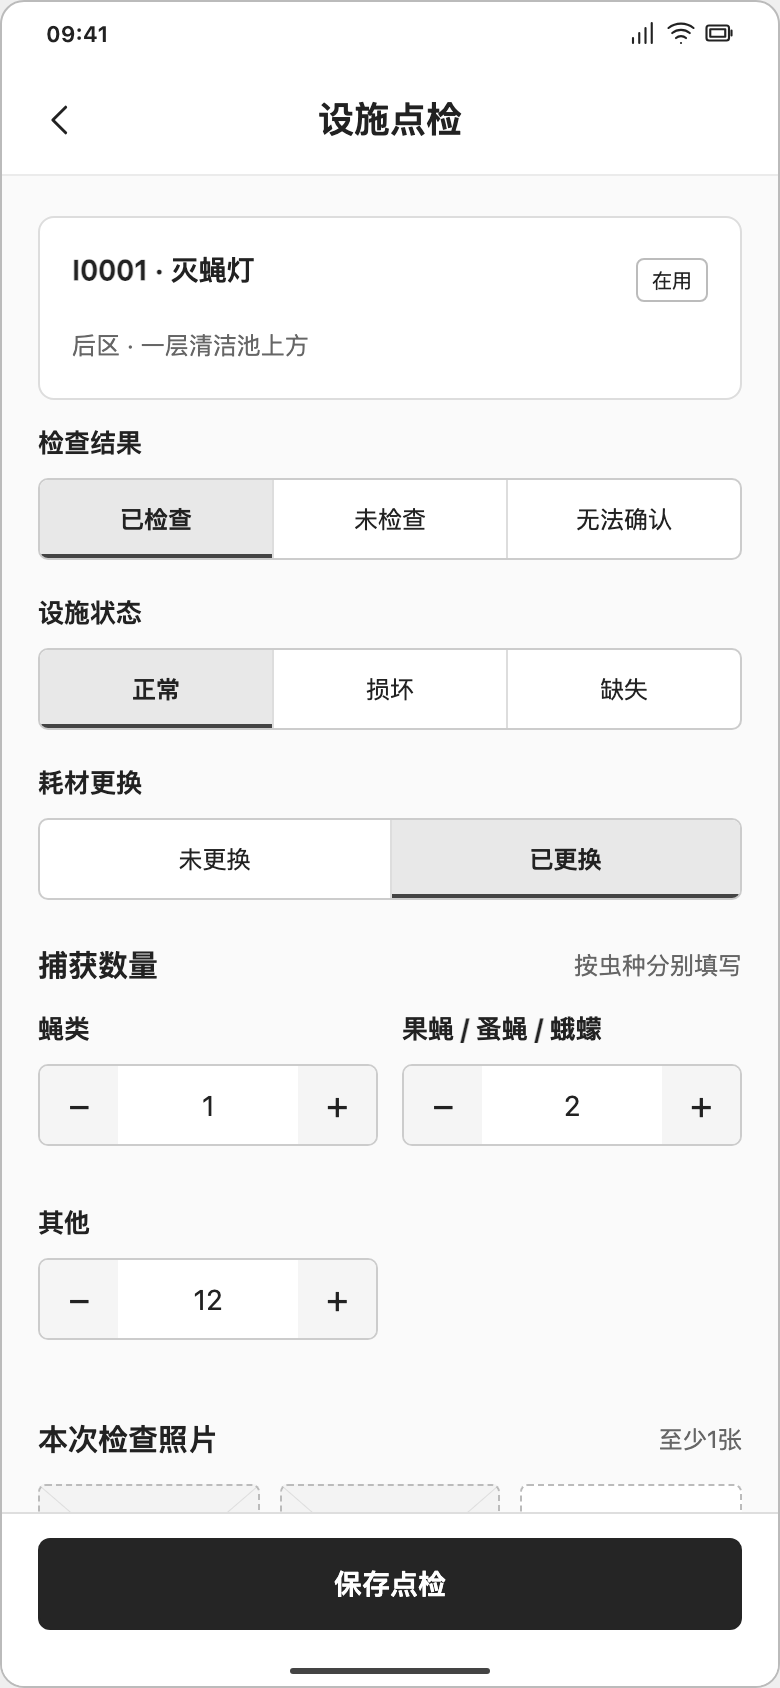 09:41
设施点检
I0001 · 灭蝇灯
在用
后区 · 一层清洁池上方
检查结果
已检查 未检查 无法确认
设施状态
正常 损坏 缺失
耗材更换
未更换 已更换
捕获数量 按虫种分别填写
蝇类 果蝇 / 蚤蝇 / 蛾蠓
− 1 + − 2 +
其他
− 12 +
本次检查照片 至少1张
保存点检